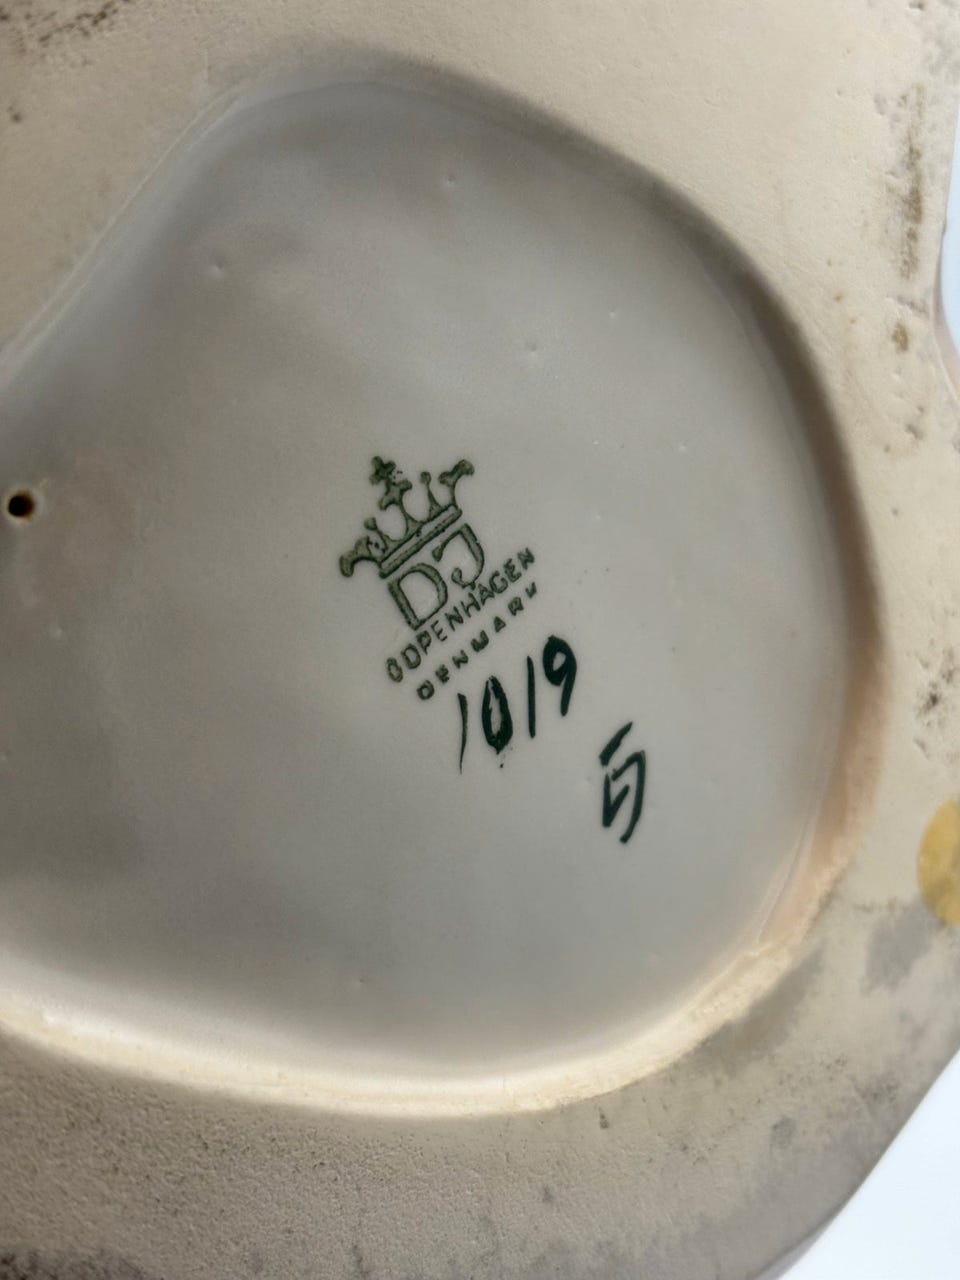 DJ
COPENHAGEN
DENMARK
1019